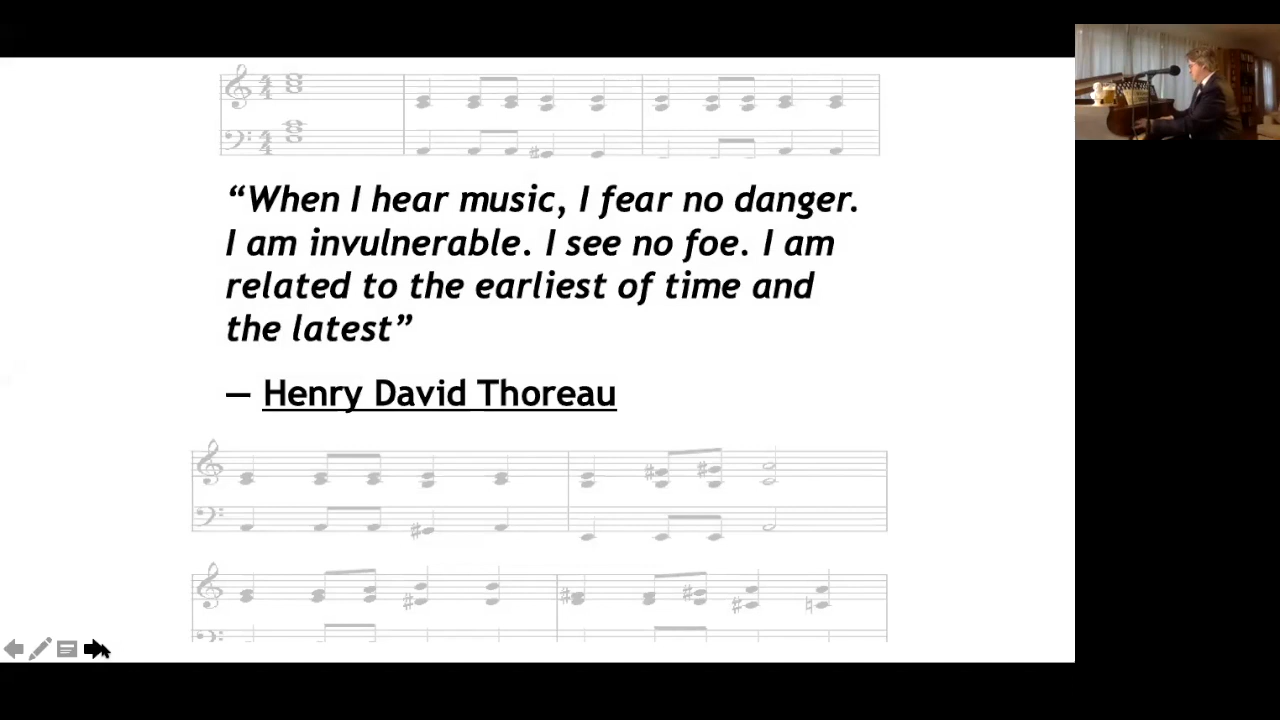 “When I hear music, I fear no danger.
I am invulnerable. I see no foe. I am
related to the earliest of time and
the latest”
— Henry David Thoreau